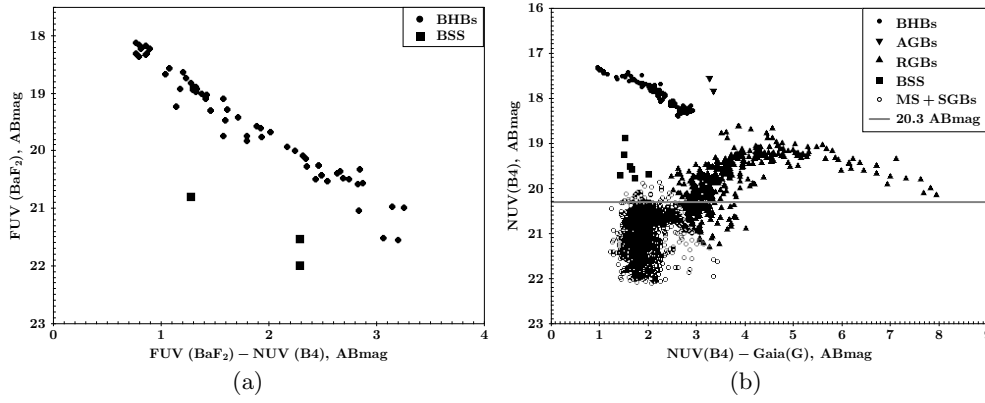 18
19
20
21
22
23
FUV (BaF₂), ABmag
0 1 2 3 4
FUV (BaF₂) − NUV (B4), ABmag
BHBs
BSS
(a)
16
17
18
19
20
21
22
23
NUV(B4), ABmag
0 1 2 3 4 5 6 7 8 9
NUV(B4) − Gaia(G), ABmag
BHBs
AGBs
RGBs
BSS
MS + SGBs
20.3 ABmag
(b)